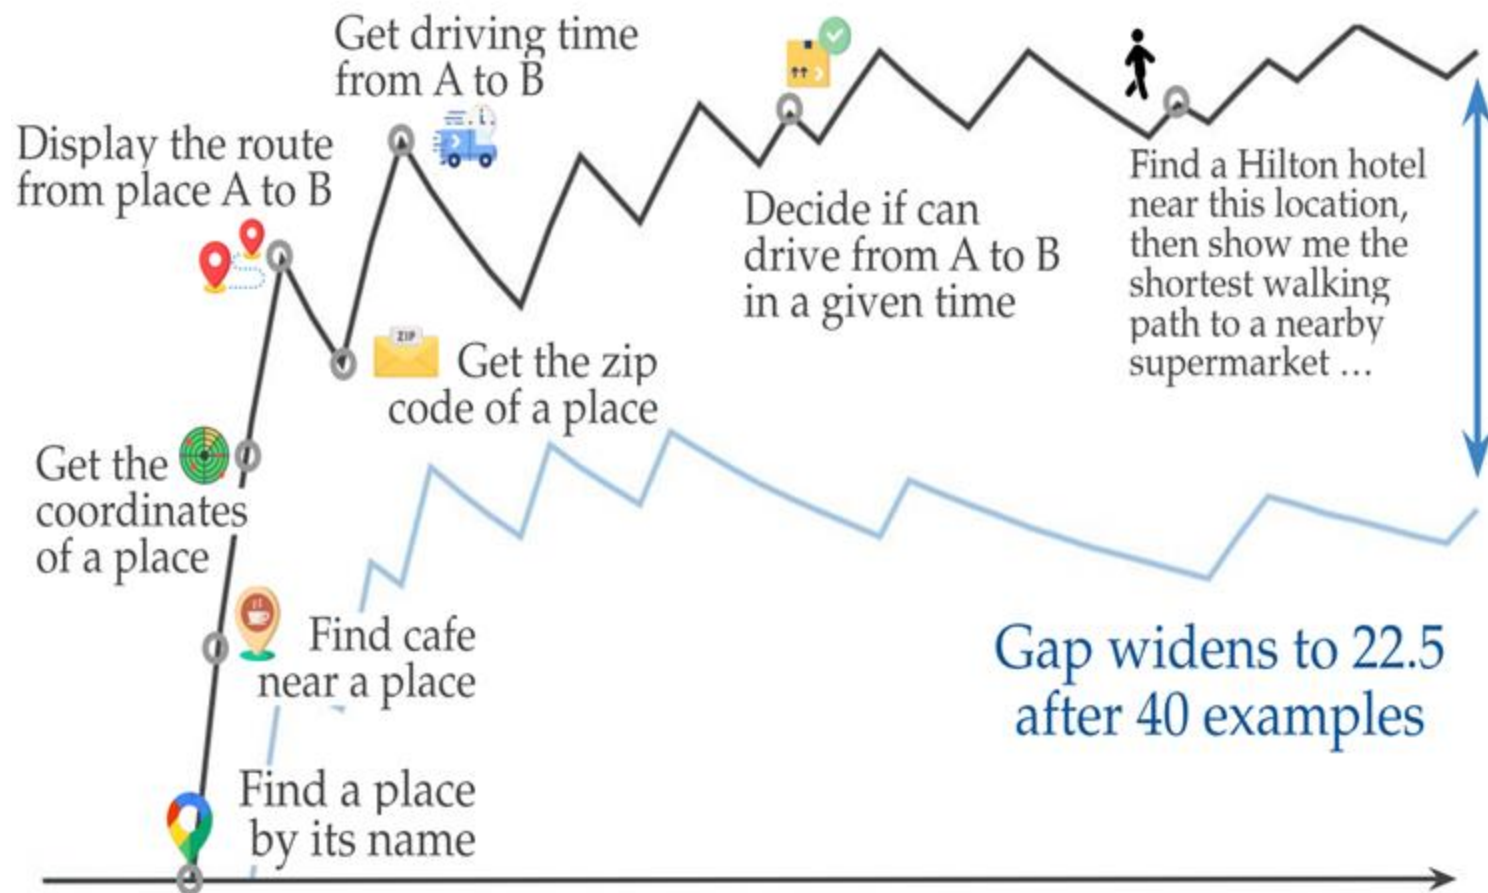 Get driving time
from A to B
Display the route
from place A to B
Find a Hilton hotel
near this location,
then show me the
shortest walking
path to a nearby
supermarket ...
Decide if can
drive from A to B
in a given time
ZIP
Get the zip
code of a place
Get the
coordinates
of a place
Find cafe
near a place
Gap widens to 22.5
after 40 examples
Find a place
by its name